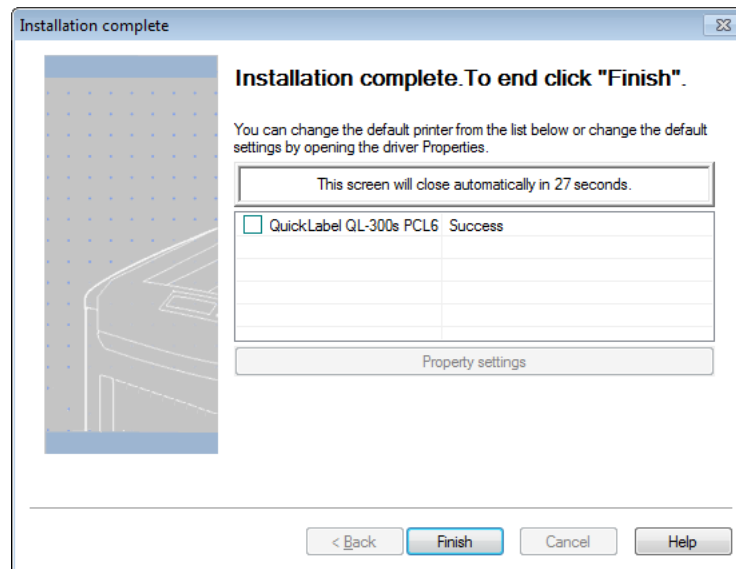 Installation complete
Installation complete.To end click "Finish".
You can change the default printer from the list below or change the default
settings by opening the driver Properties.
This screen will close automatically in 27 seconds.
QuickLabel QL-300s PCL6 Success
Property settings
< Back Finish Cancel Help